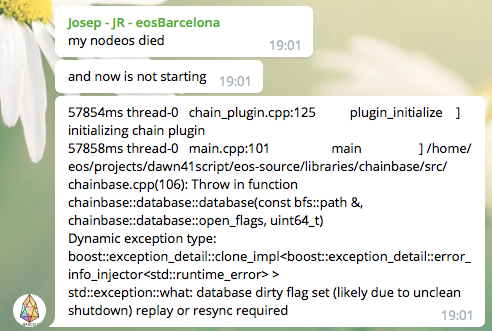 Josep - JR - eosBarcelona
my nodeos died
19:01
and now is not starting
19:01
57854ms thread-0 chain_plugin.cpp:125 plugin_initialize ]
initializing chain plugin
57858ms thread-0 main.cpp:101 main ] /home/
eos/projects/dawn41script/eos-source/libraries/chainbase/src/
chainbase.cpp(106): Throw in function
chainbase::database::database(const bfs::path &,
chainbase::database::open_flags, uint64_t)
Dynamic exception type:
boost::exception_detail::clone_impl<boost::exception_detail::error_
info_injector<std::runtime_error> >
std::exception::what: database dirty flag set (likely due to unclean
shutdown) replay or resync required
19:01
BARCELONA